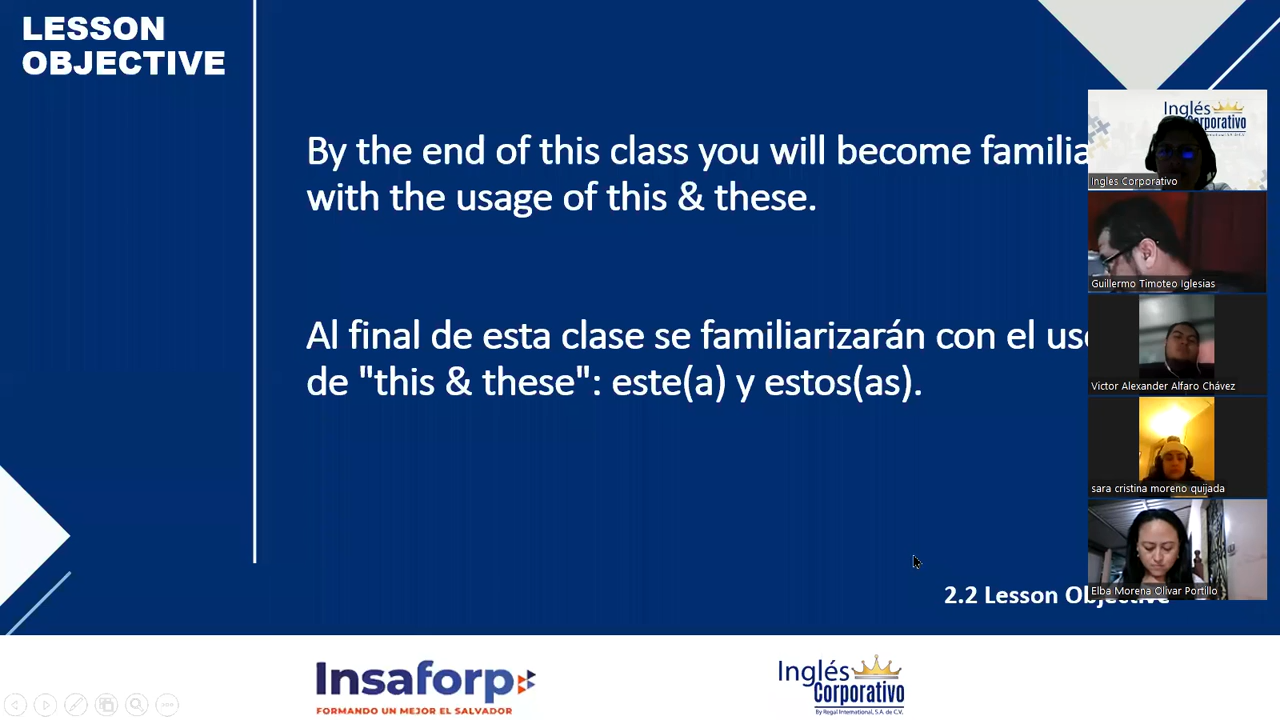 LESSON
OBJECTIVE
By the end of this class you will become familia
with the usage of this & these.
Al final de esta clase se familiarizarán con el us
de "this & these": este(a) y estos(as).
2.2 Lesson Objective
Inglés
Corporativo
Ingles Corporativo
Guillermo Timoteo Iglesias
Victor Alexander Alfaro Chávez
sara cristina moreno quijada
Elba Morena Olivar Portillo
Insaforp
FORMANDO UN MEJOR EL SALVADOR
Inglés
Corporativo
By Regal International, S.A. de C.V.